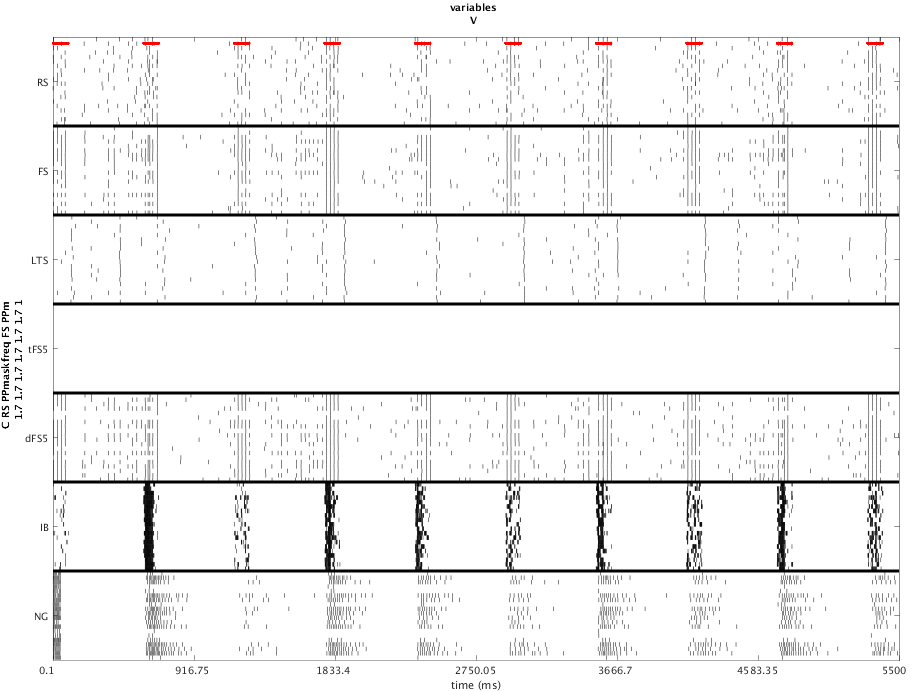 variables
V
RS
FS
LTS
tFS5
dFS5
IB
NG
C RS PPmaskfreq FS PPm
1.7 1.7 1.7 1.7 1.7 1.7 1
0.1 916.75 1833.4 2750.05 3666.7 4583.35 5500
time (ms)